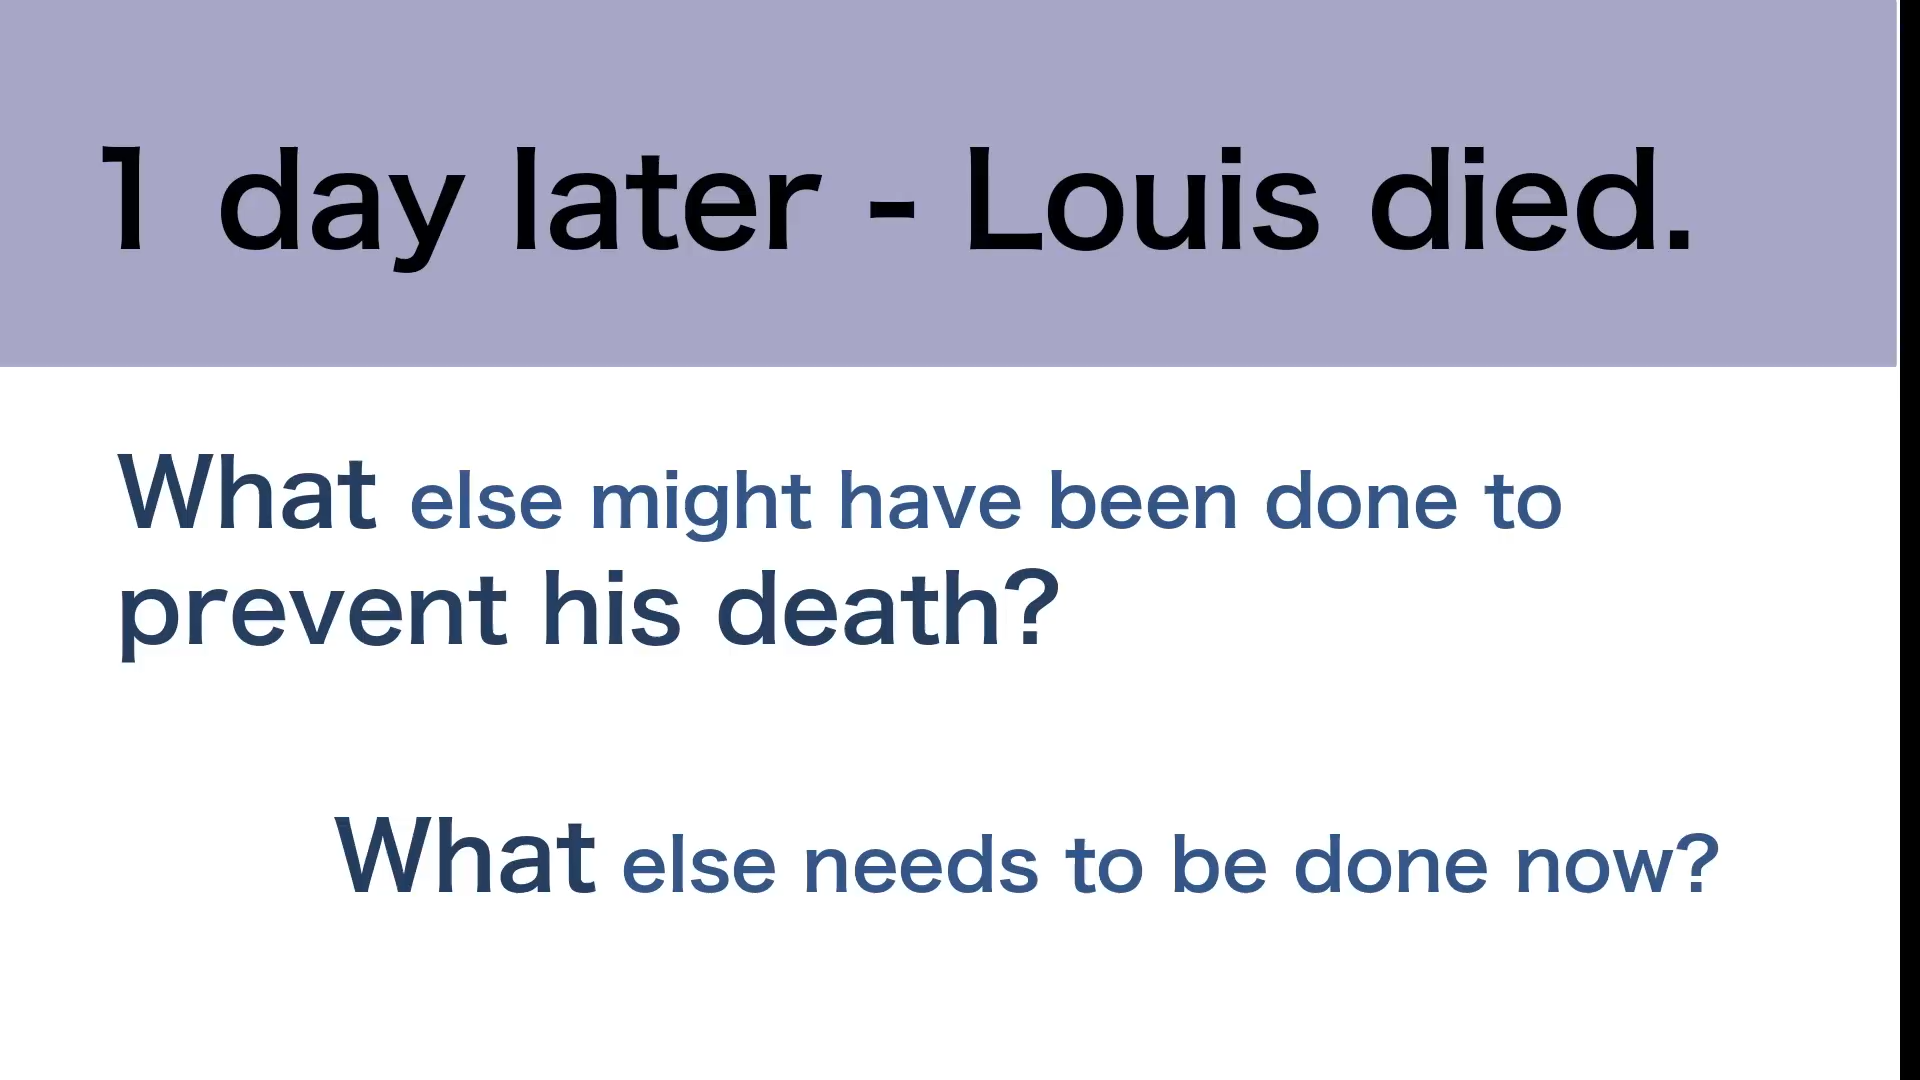 1 day later - Louis died.
What else might have been done to
prevent his death?
What else needs to be done now?